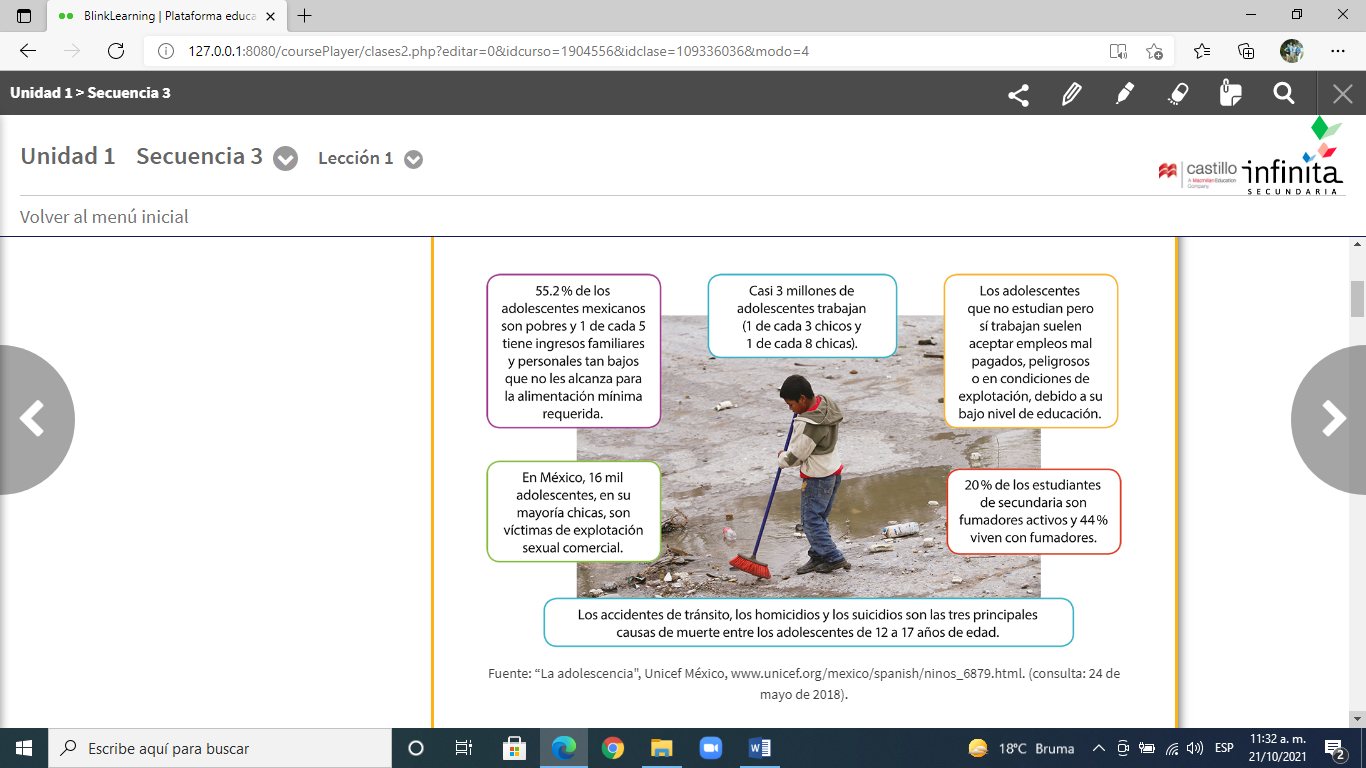 BlinkLearning | Plataforma educa
127.0.0.1:8080/coursePlayer/clases2.php?editar=0&idcurso=1904556&idclase=109336036&modo=4
Unidad 1 > Secuencia 3
Unidad 1 Secuencia 3 Lección 1
castillo
A Macmillan Education
Company
infinita
SECUNDARIA
Volver al menú inicial
55.2 % de los
adolescentes mexicanos
son pobres y 1 de cada 5
tiene ingresos familiares
y personales tan bajos
que no les alcanza para
la alimentación mínima
requerida.
Casi 3 millones de
adolescentes trabajan
(1 de cada 3 chicos y
1 de cada 8 chicas).
Los adolescentes
que no estudian pero
sí trabajan suelen
aceptar empleos mal
pagados, peligrosos
o en condiciones de
explotación, debido a su
bajo nivel de educación.
En México, 16 mil
adolescentes, en su
mayoría chicas, son
víctimas de explotación
sexual comercial.
20 % de los estudiantes
de secundaria son
fumadores activos y 44 %
viven con fumadores.
Los accidentes de tránsito, los homicidios y los suicidios son las tres principales
causas de muerte entre los adolescentes de 12 a 17 años de edad.
Fuente: “La adolescencia”, Unicef México, www.unicef.org/mexico/spanish/ninos_6879.html. (consulta: 24 de
mayo de 2018).
Escribe aquí para buscar
18°C Bruma
ESP
11:32 a. m.
21/10/2021
2